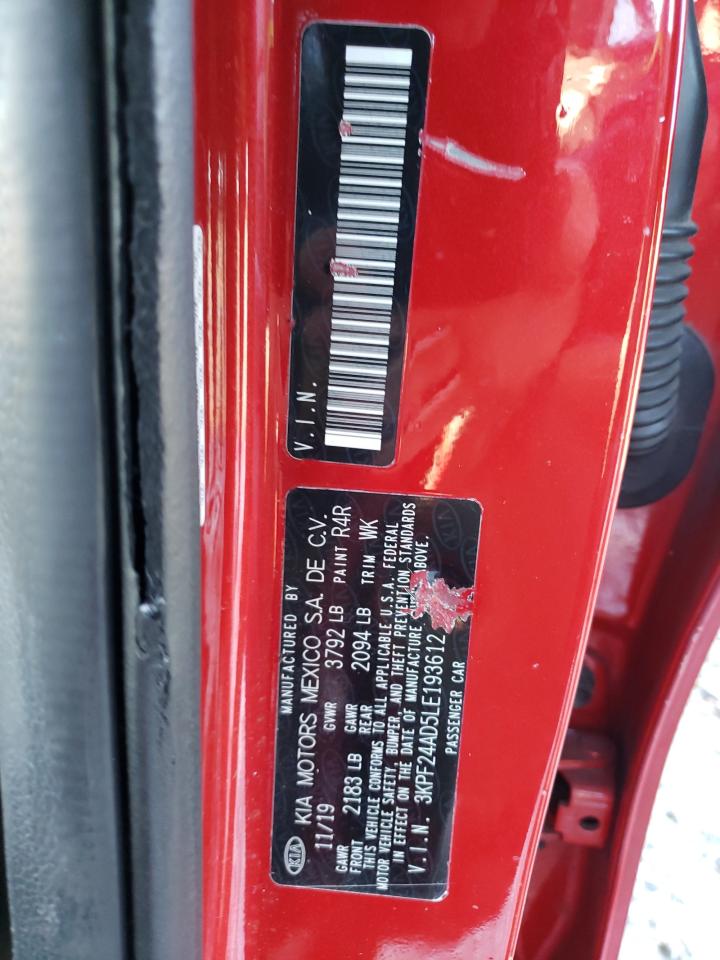 V.I.N.
MANUFACTURED BY
KIA KIA MOTORS MEXICO S.A. DE C.V.
11/19 GVWR 3792 LB PAINT R4R
GAWR FRONT 2183 LB GAWR REAR 2094 LB TRIM WK
THIS VEHICLE CONFORMS TO ALL APPLICABLE U.S.A. FEDERAL
MOTOR VEHICLE SAFETY, BUMPER, AND THEFT PREVENTION STANDARDS
IN EFFECT ON THE DATE OF MANUFACTURE ABOVE.
V.I.N. 3KPF24AD5LE193612
PASSENGER CAR